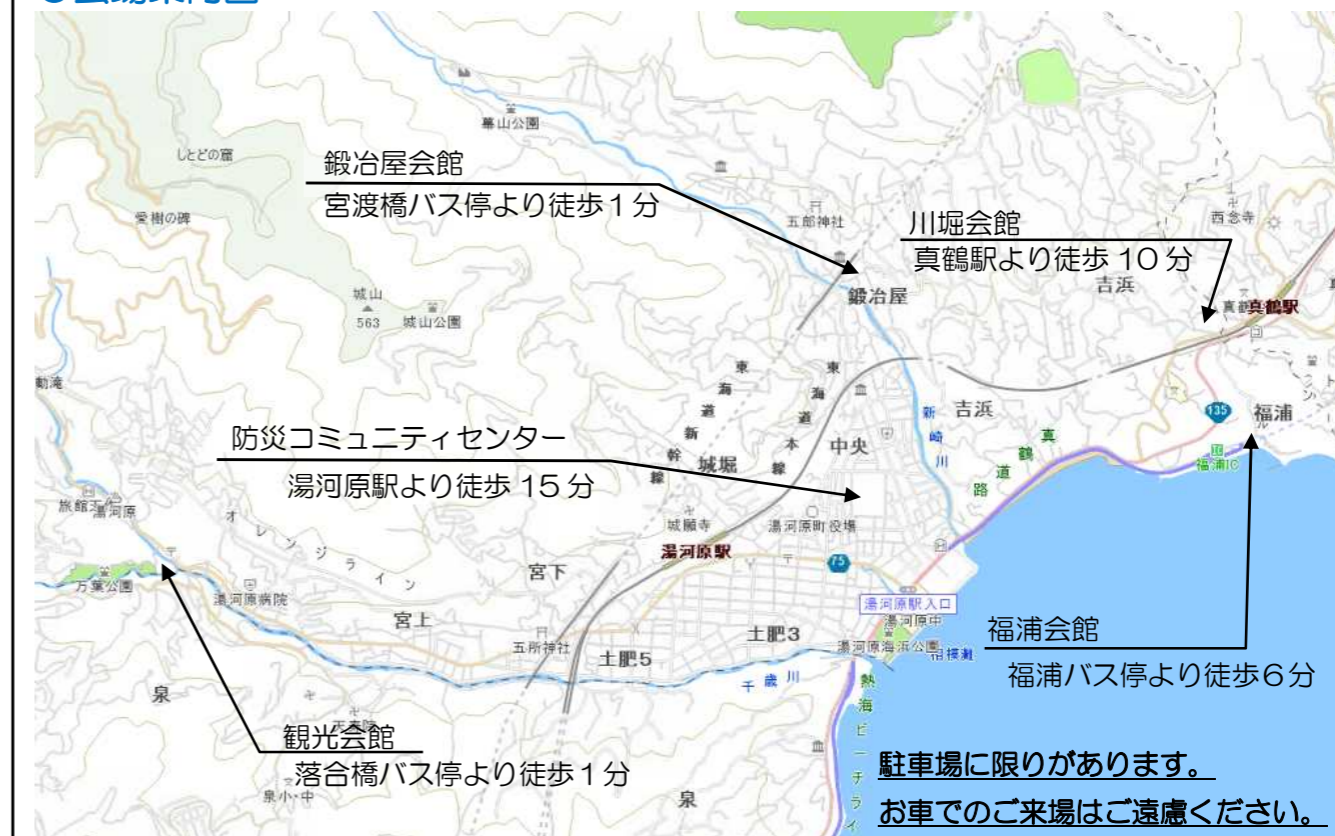 幕山公園
しとどの窟
鍛冶屋会館
宮渡橋バス停より徒歩1分
愛樹の碑
五郎神社
川堀会館
真鶴駅より徒歩 10 分
西念寺
吉浜
鍛冶屋
城山
563
城山公園
真鶴駅
東海道新幹線
東海道本線
新崎川
吉浜
真鶴道路
135
福浦
福浦IC
防災コミュニティセンター
湯河原駅より徒歩 15 分
城堀
中央
城願寺
湯河原町役場
湯河原駅
75
湯河原
オレンジライン
万葉公園
湯河原病院
宮下
宮上
五所神社
土肥5
土肥3
湯河原駅入口
湯河原中
湯河原海浜公園
相模灘
千歳川
福浦会館
福浦バス停より徒歩6分
泉
観光会館
落合橋バス停より徒歩1分
泉小・中
泉
熱海ビーチライ
駐車場に限りがあります。
お車でのご来場はご遠慮ください。